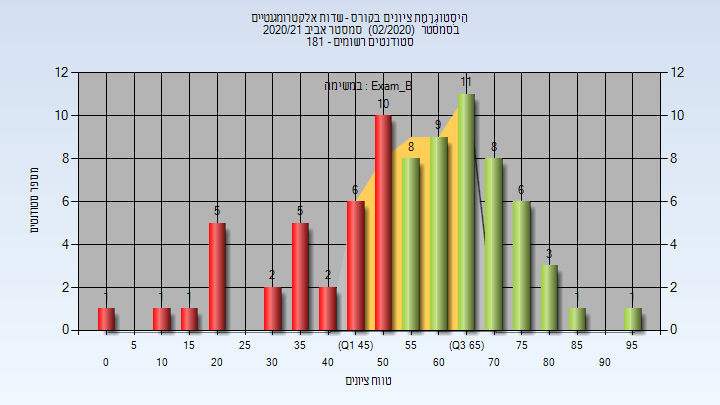 היסטוגרמת ציונים בקורס - שדות אלקטרומגנטיים
בסמסטר (02/2020) סמסטר אביב 2020/21
סטודנטים רשומים - 181
במשימה : Exam_B
מספר סטודנטים
12 12
10 10
8 8
6 6
4 4
2 2
0 0
1 1 1 5 2 5 2 6 10 8 9 11 8 6 3 1 1
5 15 25 35 (Q1 45) 55 (Q3 65) 75 85 95
0 10 20 30 40 50 60 70 80 90
טווח ציונים